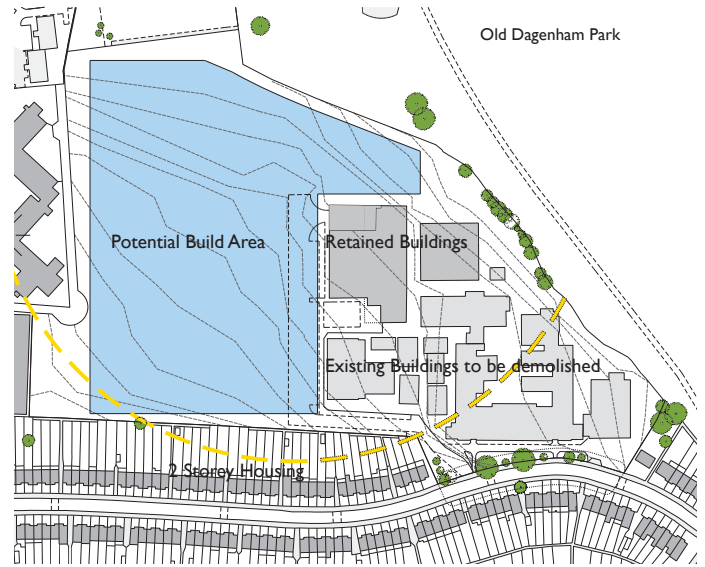 Old Dagenham Park
Potential Build Area
Retained Buildings
Existing Buildings to be demolished
2 Storey Housing